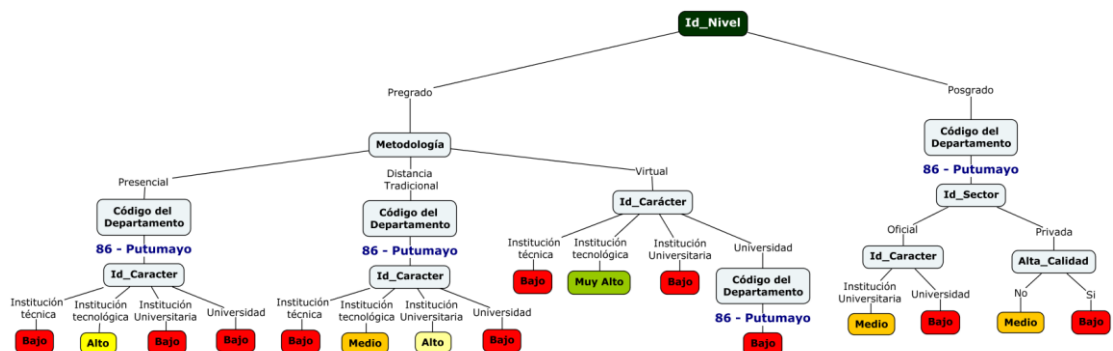 Id_Nivel
Pregrado
Posgrado
Metodología
Código del
Departamento
86 - Putumayo
Id_Sector
Presencial
Distancia
Tradicional
Virtual
Código del
Departamento
86 - Putumayo
Id_Caracter
Código del
Departamento
86 - Putumayo
Id_Caracter
Id_Carácter
Oficial
Privada
Id_Caracter
Alta_Calidad
Institución
técnica
Institución
tecnológica
Institución
Universitaria
Universidad
Bajo
Alto
Bajo
Bajo
Institución
técnica
Institución
tecnológica
Institución
Universitaria
Universidad
Bajo
Medio
Alto
Bajo
Institución
técnica
Institución
tecnológica
Institución
Universitaria
Universidad
Bajo
Muy Alto
Bajo
Código del
Departamento
86 - Putumayo
Bajo
Institución
Universitaria
Universidad
Medio
Bajo
No
Si
Medio
Bajo